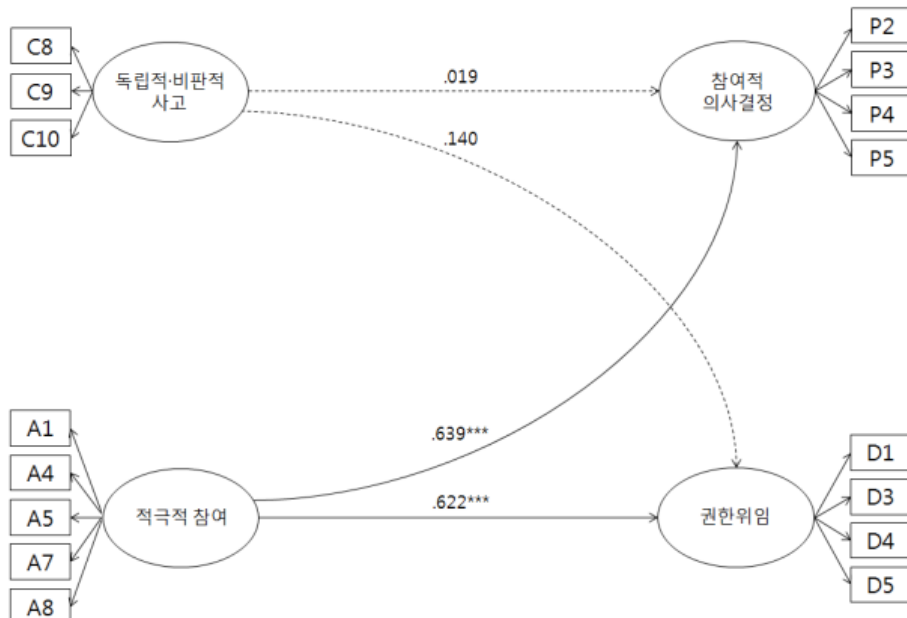 C8
C9
C10
독립적·비판적
사고
.019
.140
참여적
의사결정
P2
P3
P4
P5
A1
A4
A5
A7
A8
적극적 참여
.639***
.622***
권한위임
D1
D3
D4
D5